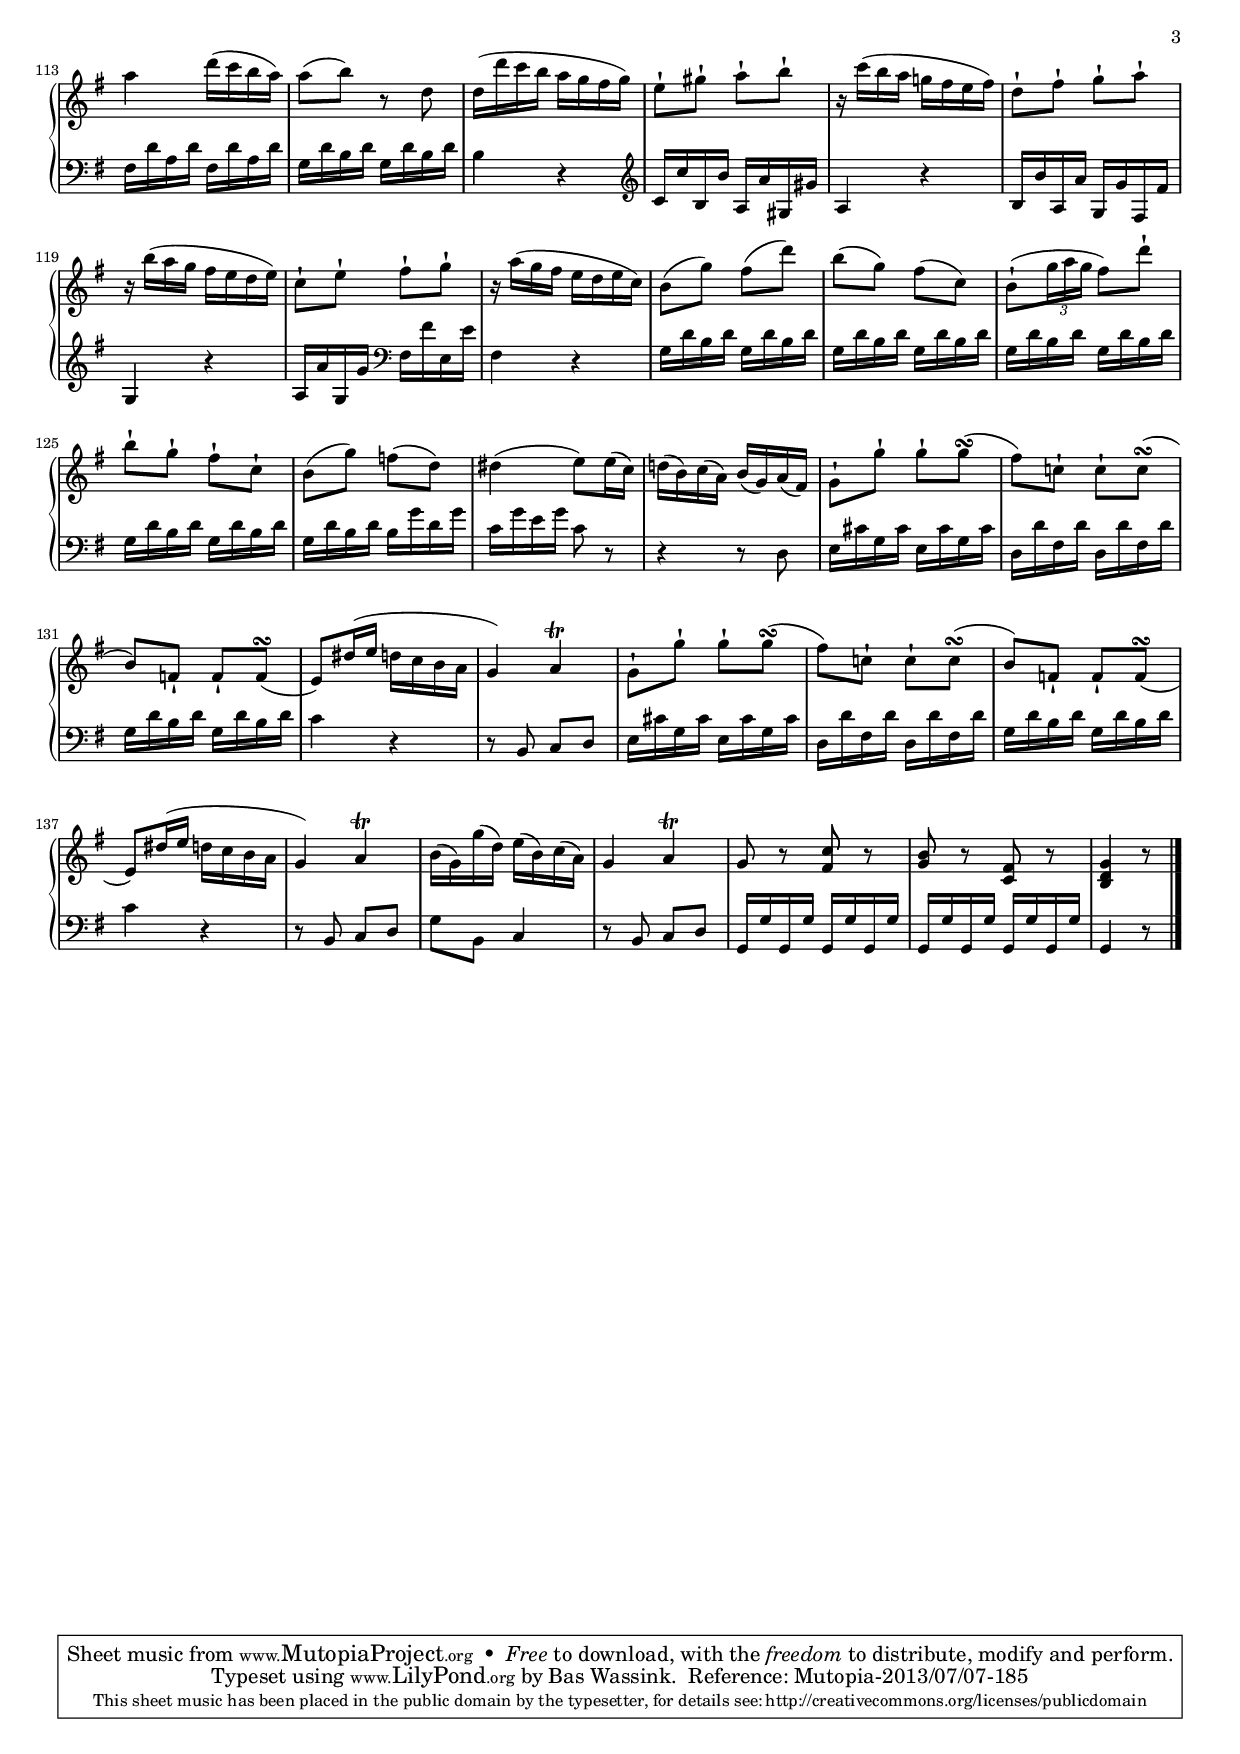 3
113
119
3
125
131
137
Sheet music from www.MutopiaProject.org • Free to download, with the freedom to distribute, modify and perform.
Typeset using www.LilyPond.org by Bas Wassink. Reference: Mutopia-2013/07/07-185
This sheet music has been placed in the public domain by the typesetter, for details see: http://creativecommons.org/licenses/publicdomain